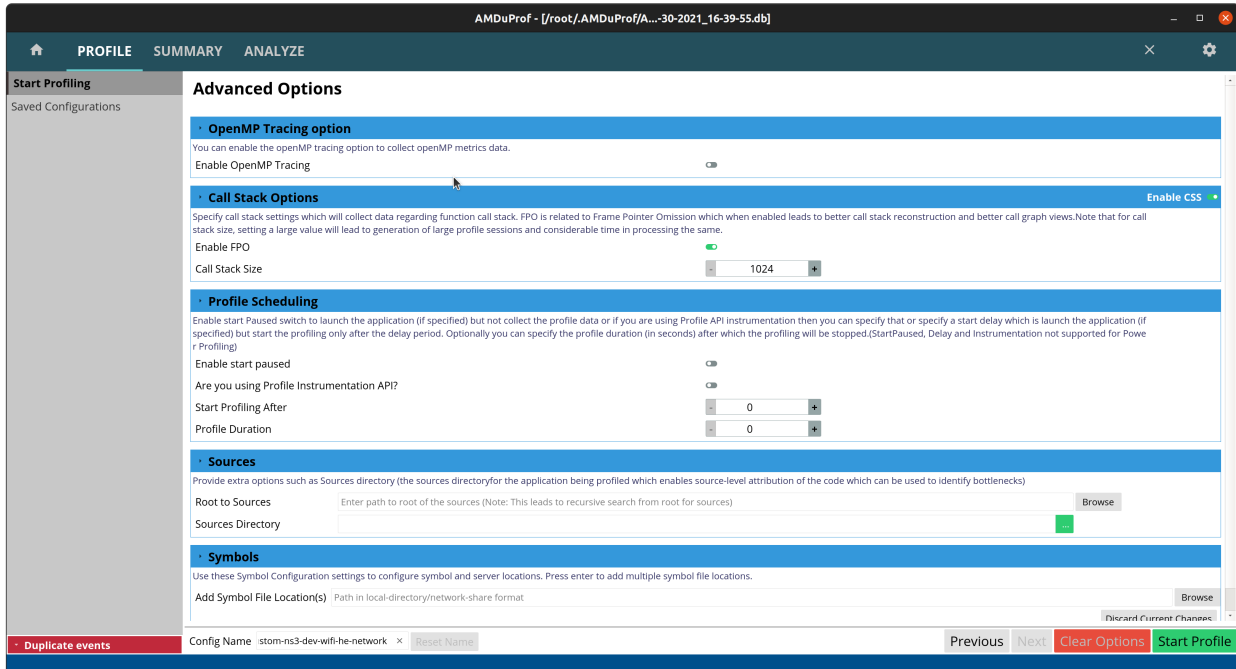 AMDuProf - [/root/.AMDuProf/A...-30-2021_16-39-55.db]
PROFILE SUMMARY ANALYZE
Start Profiling
Saved Configurations
Advanced Options
OpenMP Tracing option
You can enable the openMP tracing option to collect openMP metrics data.
Enable OpenMP Tracing
Call Stack Options Enable CSS
Specify call stack settings which will collect data regarding function call stack. FPO is related to Frame Pointer Omission which when enabled leads to better call stack reconstruction and better call graph views.Note that for call
stack size, setting a large value will lead to generation of large profile sessions and considerable time in processing the same.
Enable FPO
Call Stack Size - 1024 +
Profile Scheduling
Enable start Paused switch to launch the application (if specified) but not collect the profile data or if you are using Profile API instrumentation then you can specify that or specify a start delay which is launch the application (if
specified) but start the profiling only after the delay period. Optionally you can specify the profile duration (in seconds) after which the profiling will be stopped.(StartPaused, Delay and Instrumentation not supported for Powe
r Profiling)
Enable start paused
Are you using Profile Instrumentation API?
Start Profiling After - 0 +
Profile Duration - 0 +
Sources
Provide extra options such as Sources directory (the sources directoryfor the application being profiled which enables source-level attribution of the code which can be used to identify bottlenecks)
Root to Sources Enter path to root of the sources (Note: This leads to recursive search from root for sources) Browse
Sources Directory ...
Symbols
Use these Symbol Configuration settings to configure symbol and server locations. Press enter to add multiple symbol file locations.
Add Symbol File Location(s) Path in local-directory/network-share format Browse
Discard Current Changes
Duplicate events
Config Name stom-ns3-dev-wifi-he-network × Reset Name Previous Next Clear Options Start Profile